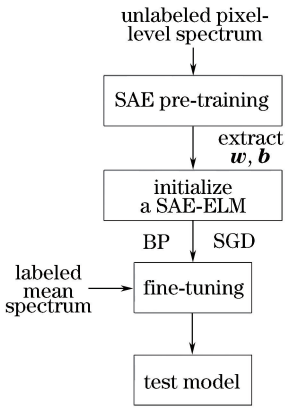 unlabeled pixel-
level spectrum
SAE pre-training
extract
w, b
initialize
a SAE-ELM
BP SGD
labeled
mean
spectrum
fine-tuning
test model